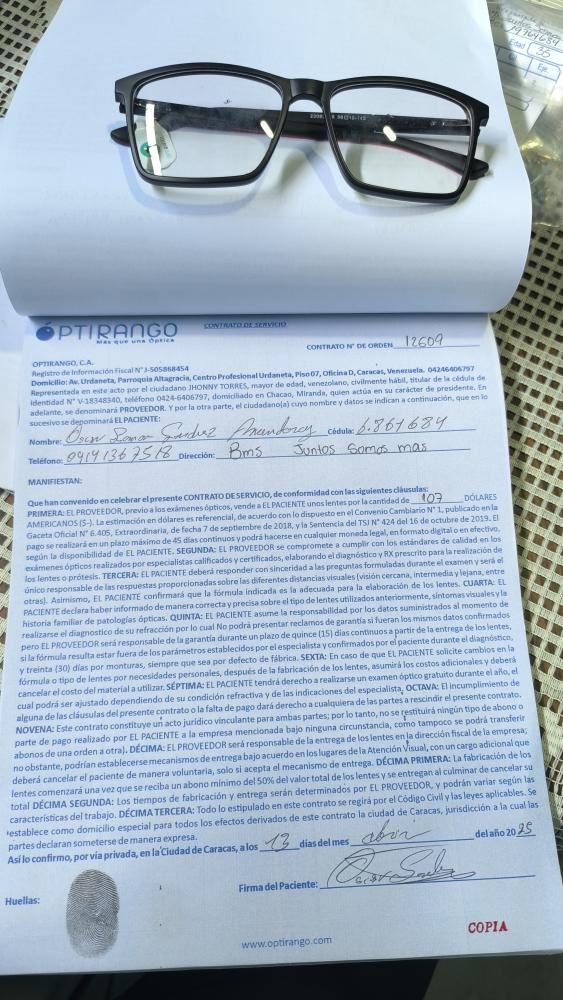 35
Edad
56□18-145
OPTIRANGO
Más que una Óptica
CONTRATO DE SERVICIO
CONTRATO N° DE ORDEN 12609
OPTIRANGO, C.A.
Registro de Información Fiscal N° J-505868454
Domicilio: Av. Urdaneta, Parroquia Altagracia, Centro Profesional Urdaneta, Piso 07, Oficina D, Caracas, Venezuela. 04246406797
Representada en este acto por el ciudadano JHONNY TORRES, mayor de edad, venezolano, civilmente hábil, titular de la cédula de
Identidad N° V-18348340, teléfono 0424-6406797, domiciliado en Chacao, Miranda, quien actúa en su carácter de presidente. En
adelante, se denominará PROVEEDOR. Y por la otra parte, el ciudadano(a) cuyo nombre y datos se indican a continuación, que en lo
sucesivo se denominará EL PACIENTE:
Nombre: Oscar Ramon Sanchez Cédula: 6.861684
Teléfono: 04141367518 Dirección: Bms Juntos Somos mas
MANIFIESTAN:
Que han convenido en celebrar el presente CONTRATO DE SERVICIO, de conformidad con las siguientes cláusulas:
PRIMERA: EL PROVEEDOR, previo a los exámenes ópticos, vende a EL PACIENTE unos lentes por la cantidad de 107 DÓLARES
AMERICANOS ($-). La estimación en dólares es referencial, de acuerdo con lo dispuesto en el Convenio Cambiario N° 1, publicado en la
Gaceta Oficial N° 6.405, Extraordinaria, de fecha 7 de septiembre de 2018, y la Sentencia del TSJ N° 424 del 16 de octubre de 2019. El
pago se realizará en un plazo máximo de 45 días continuos y podrá hacerse en cualquier moneda legal, en formato digital o en efectivo,
según la disponibilidad de EL PACIENTE. SEGUNDA: EL PROVEEDOR se compromete a cumplir con los estándares de calidad en los
exámenes ópticos realizados por especialistas calificados y certificados, elaborando el diagnóstico y RX prescrito para la realización de
los lentes o prótesis. TERCERA: EL PACIENTE deberá responder con sinceridad a las preguntas formuladas durante el examen y será el
único responsable de las respuestas proporcionadas sobre las diferentes distancias visuales (visión cercana, intermedia y lejana, entre
otras). Asimismo, EL PACIENTE confirmará que la fórmula indicada es la adecuada para la elaboración de los lentes. CUARTA: EL
PACIENTE declara haber informado de manera correcta y precisa sobre el tipo de lentes utilizados anteriormente, síntomas visuales y la
historia familiar de patologías ópticas. QUINTA: EL PACIENTE asume la responsabilidad por los datos suministrados al momento de
realizarse el diagnostico de su refracción por lo cual No podrá presentar reclamos de garantía si fueran los mismos datos confirmados
pero EL PROVEEDOR será responsable de la garantía durante un plazo de quince (15) días continuos a partir de la entrega de los lentes,
si la fórmula resulta estar fuera de los parámetros establecidos por el especialista y confirmados por el paciente durante el diagnóstico,
y treinta (30) días por monturas, siempre que sea por defecto de fábrica. SEXTA: En caso de que EL PACIENTE solicite cambios en la
fórmula o tipo de lentes por necesidades personales, después de la fabricación de los lentes, asumirá los costos adicionales y deberá
cancelar el costo del material a utilizar. SÉPTIMA: EL PACIENTE tendrá derecho a realizarse un examen óptico gratuito durante el año, el
cual podrá ser ajustado dependiendo de su condición refractiva y de las indicaciones del especialista. OCTAVA: El incumplimiento de
alguna de las cláusulas del presente contrato o la falta de pago dará derecho a cualquiera de las partes a rescindir el presente contrato.
NOVENA: Este contrato constituye un acto jurídico vinculante para ambas partes; por lo tanto, no se restituirá ningún tipo de abono o
parte de pago realizado por EL PACIENTE a la empresa mencionada bajo ninguna circunstancia, como tampoco se podrá transferir
abonos de una orden a otra). DÉCIMA: EL PROVEEDOR será responsable de la entrega de los lentes en la dirección fiscal de la empresa;
no obstante, podrían establecerse mecanismos de entrega bajo acuerdo en los lugares de la Atención Visual, con un cargo adicional que
deberá cancelar el paciente de manera voluntaria, solo si acepta el mecanismo de entrega. DÉCIMA PRIMERA: La fabricación de los
lentes comenzará una vez que se reciba un abono mínimo del 50% del valor total de los lentes y se entregan al culminar de cancelar su
total DÉCIMA SEGUNDA: Los tiempos de fabricación y entrega serán determinados por EL PROVEEDOR, y podrán variar según las
características del trabajo. DÉCIMA TERCERA: Todo lo estipulado en este contrato se regirá por el Código Civil y las leyes aplicables. Se
establece como domicilio especial para todos los efectos derivados de este contrato la ciudad de Caracas, jurisdicción a la cual las
partes declaran someterse de manera expresa.
Así lo confirmo, por vía privada, en la Ciudad de Caracas, a los 13 días del mes abril del año 2025
Firma del Paciente:
Huellas:
COPIA
www.optirango.com